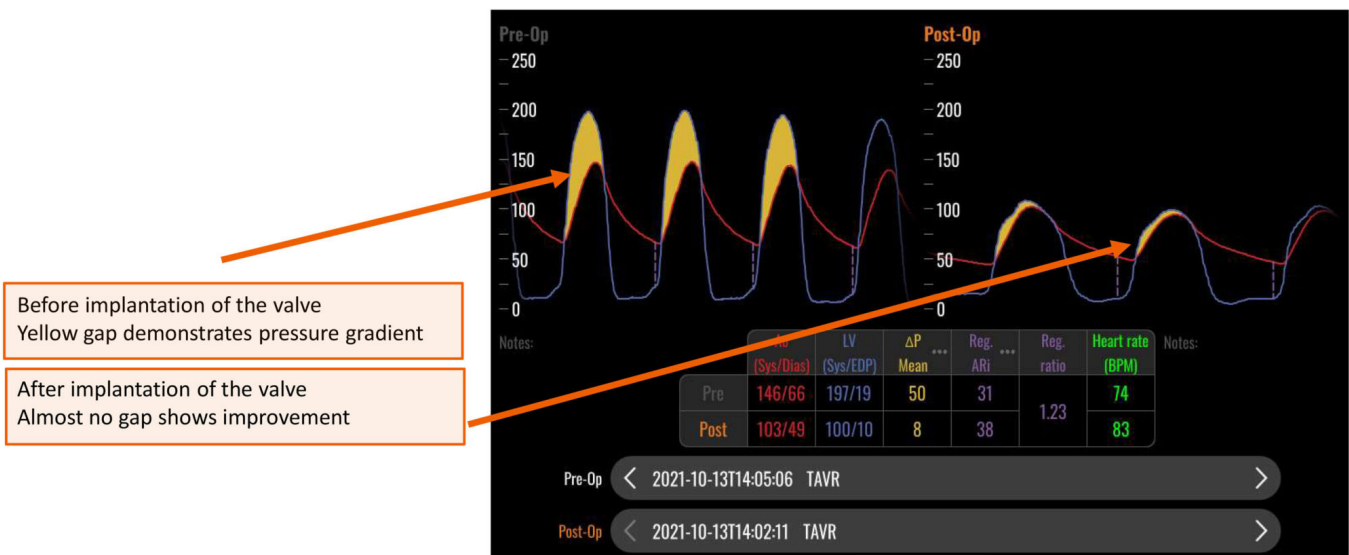 Pre-Op
250
200
150
100
50
0
Post-Op
250
200
150
100
50
0
Before implantation of the valve
Yellow gap demonstrates pressure gradient
After implantation of the valve
Almost no gap shows improvement
Notes:
Ao (Sys/Dias)
LV (Sys/EDP)
ΔP Mean ...
Reg. ARi ...
Reg. ratio
Heart rate (BPM)
Notes:
Pre 146/66 197/19 50 31 1.23 74
Post 103/49 100/10 8 38 83
Pre-Op < 2021-10-13T14:05:06 TAVR >
Post-Op < 2021-10-13T14:02:11 TAVR >